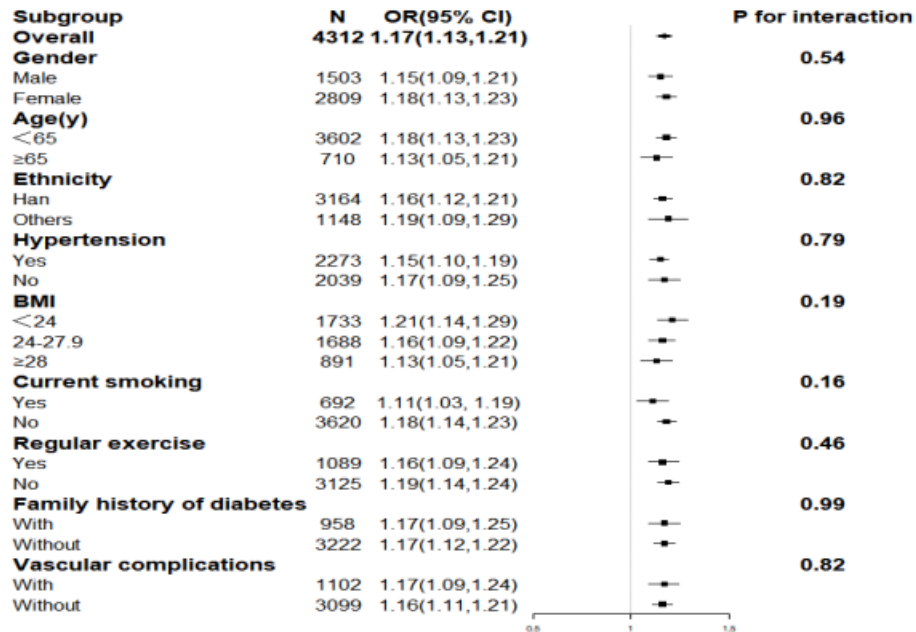 Subgroup N OR(95% CI) P for interaction
Overall 4312 1.17(1.13,1.21)
Gender 0.54
Male 1503 1.15(1.09,1.21)
Female 2809 1.18(1.13,1.23)
Age(y) 0.96
<65 3602 1.18(1.13,1.23)
≥65 710 1.13(1.05,1.21)
Ethnicity 0.82
Han 3164 1.16(1.12,1.21)
Others 1148 1.19(1.09,1.29)
Hypertension 0.79
Yes 2273 1.15(1.10,1.19)
No 2039 1.17(1.09,1.25)
BMI 0.19
<24 1733 1.21(1.14,1.29)
24-27.9 1688 1.16(1.09,1.22)
≥28 891 1.13(1.05,1.21)
Current smoking 0.16
Yes 692 1.11(1.03, 1.19)
No 3620 1.18(1.14,1.23)
Regular exercise 0.46
Yes 1089 1.16(1.09,1.24)
No 3125 1.19(1.14,1.24)
Family history of diabetes 0.99
With 958 1.17(1.09,1.25)
Without 3222 1.17(1.12,1.22)
Vascular complications 0.82
With 1102 1.17(1.09,1.24)
Without 3099 1.16(1.11,1.21)
0.5 1 1.5